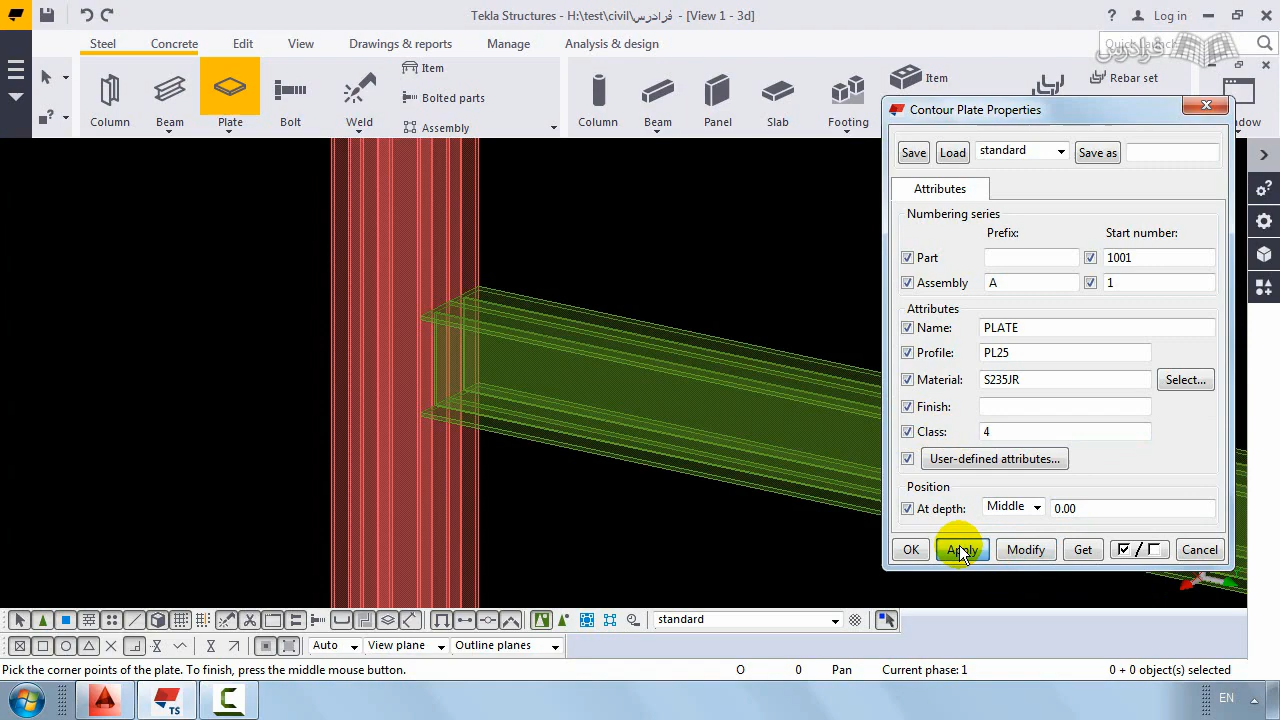 Tekla Structures - H:\test\civil\فرادرس - [View 1 - 3d]
? Log in
Steel Concrete Edit View Drawings & reports Manage Analysis & design
Quick Launch
فرادرس
Item
Bolted parts
Assembly
Column Beam Plate Bolt Weld
Column Beam Panel Slab Footing
Item
Rebar set
Window
Contour Plate Properties
Save Load standard Save as
Attributes
Numbering series
Prefix: Start number:
Part 1001
Assembly A 1
Attributes
Name: PLATE
Profile: PL25
Material: S235JR Select...
Finish:
Class: 4
User-defined attributes...
Position
At depth: Middle 0.00
OK Apply Modify Get / Cancel
standard
Auto View plane Outline planes
Pick the corner points of the plate. To finish, press the middle mouse button. O 0 Pan Current phase: 1 0 + 0 object(s) selected
TS
EN